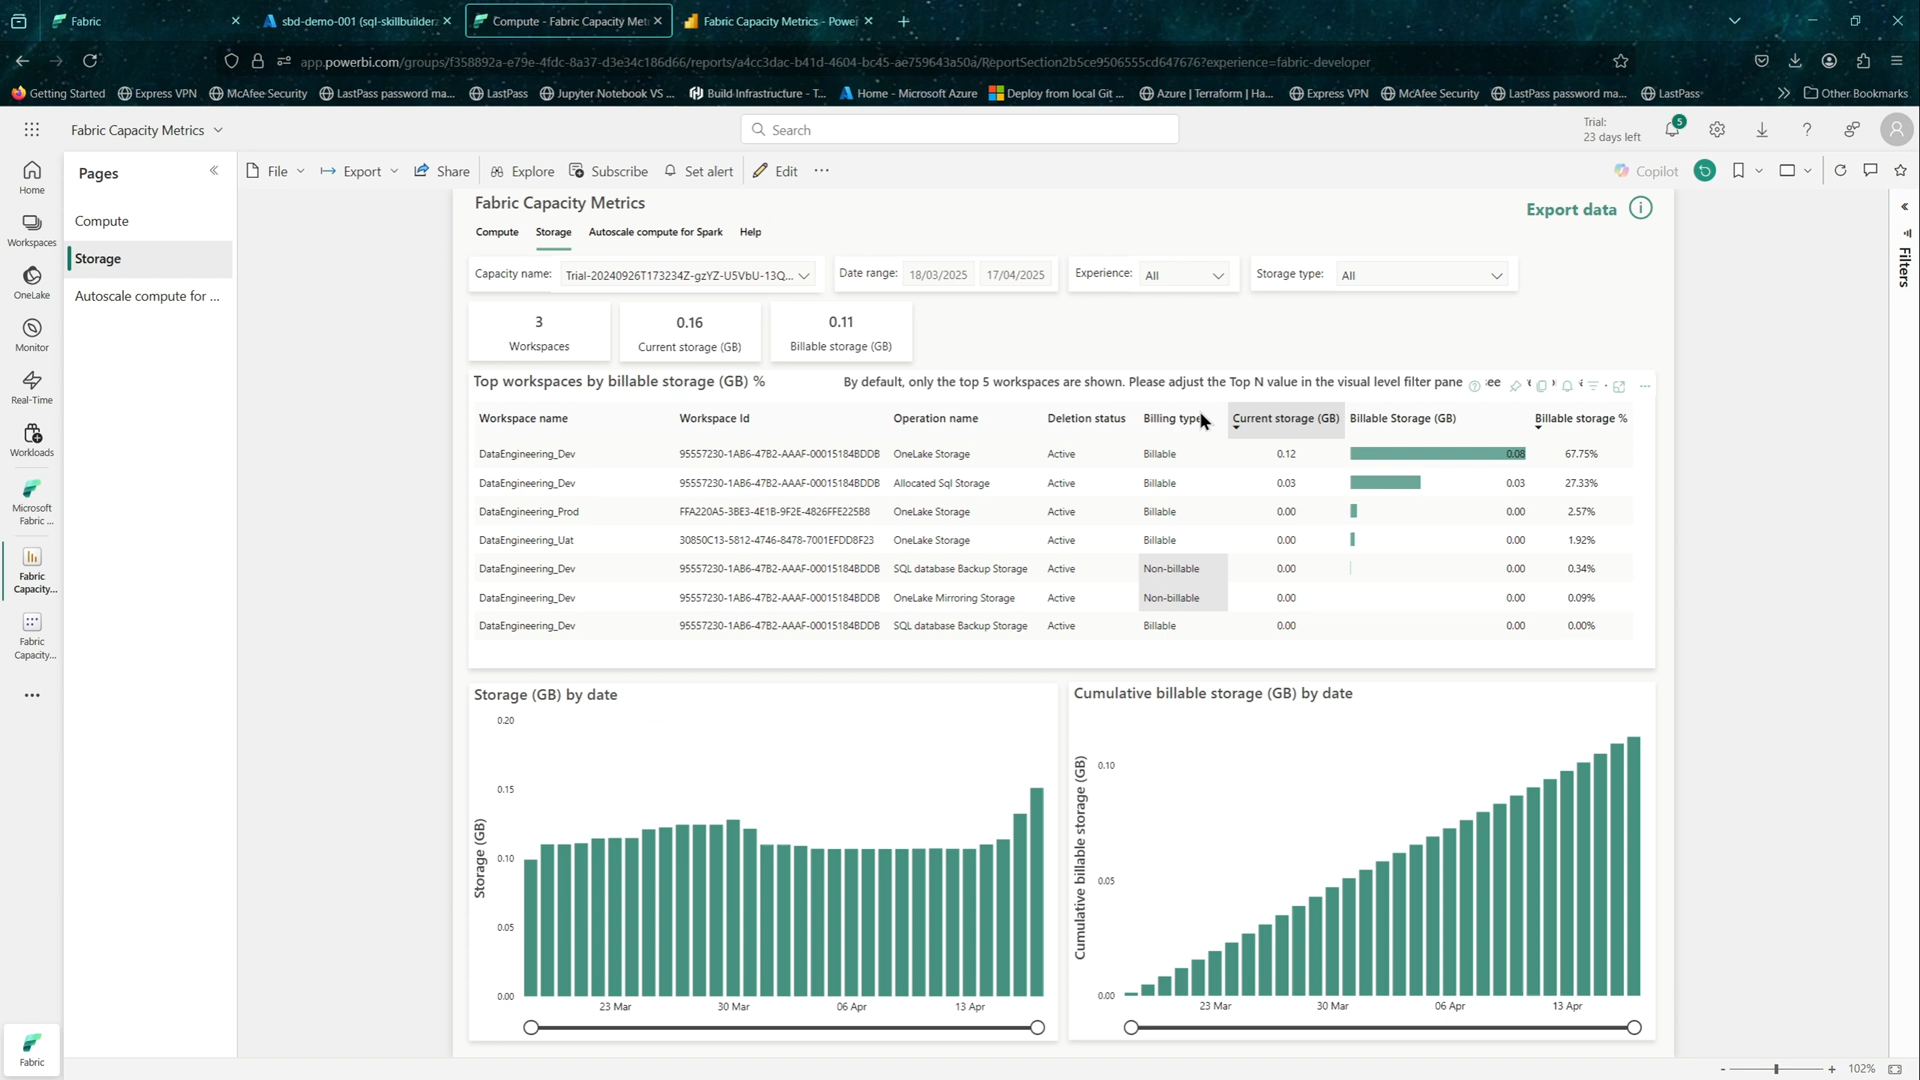 Fabric
sbd-demo-001 (sql-skillbuilder
Compute - Fabric Capacity Met
Fabric Capacity Metrics - Powe
app.powerbi.com/groups/f358892a-e79e-4fdc-8a37-d3e34c186d66/reports/a4cc3dac-b41d-4604-bc45-ae759643a50a/ReportSection2b5ce9506555cd647676?experience=fabric-developer
Getting Started
Express VPN
McAfee Security
LastPass password ma...
LastPass
Jupyter Notebook VS ...
Build Infrastructure - T...
Home - Microsoft Azure
Deploy from local Git ...
Azure | Terraform | Ha...
Express VPN
McAfee Security
LastPass password ma...
LastPass
Other Bookmarks
Fabric Capacity Metrics
Search
Trial:
23 days left
5
Home
Workspaces
OneLake
Monitor
Real-Time
Workloads
Microsoft
Fabric ...
Fabric
Capacity...
Fabric
Capacity...
Fabric
Pages
Compute
Storage
Autoscale compute for ...
File
Export
Share
Explore
Subscribe
Set alert
Edit
Copilot
Filters
Fabric Capacity Metrics
Export data
Compute
Storage
Autoscale compute for Spark
Help
Capacity name:
Trial-20240926T173234Z-gzYZ-U5VbU-13Q...
Date range:
18/03/2025
17/04/2025
Experience:
All
Storage type:
All
3
Workspaces
0.16
Current storage (GB)
0.11
Billable storage (GB)
Top workspaces by billable storage (GB) %
By default, only the top 5 workspaces are shown. Please adjust the Top N value in the visual level filter pane
Workspace name Workspace Id Operation name Deletion status Billing type Current storage (GB) Billable Storage (GB) Billable storage %
DataEngineering_Dev 95557230-1AB6-47B2-AAAF-00015184BDDB OneLake Storage Active Billable 0.12 0.08 67.75%
DataEngineering_Dev 95557230-1AB6-47B2-AAAF-00015184BDDB Allocated Sql Storage Active Billable 0.03 0.03 27.33%
DataEngineering_Prod FFA220A5-3BE3-4E1B-9F2E-4826FFE225B8 OneLake Storage Active Billable 0.00 0.00 2.57%
DataEngineering_Uat 30850C13-5812-4746-8478-7001EFDD8F23 OneLake Storage Active Billable 0.00 0.00 1.92%
DataEngineering_Dev 95557230-1AB6-47B2-AAAF-00015184BDDB SQL database Backup Storage Active Non-billable 0.00 0.00 0.34%
DataEngineering_Dev 95557230-1AB6-47B2-AAAF-00015184BDDB OneLake Mirroring Storage Active Non-billable 0.00 0.00 0.09%
DataEngineering_Dev 95557230-1AB6-47B2-AAAF-00015184BDDB SQL database Backup Storage Active Billable 0.00 0.00 0.00%
Storage (GB) by date
Storage (GB)
0.20
0.15
0.10
0.05
0.00
23 Mar
30 Mar
06 Apr
13 Apr
Cumulative billable storage (GB) by date
Cumulative billable storage (GB)
0.10
0.05
0.00
23 Mar
30 Mar
06 Apr
13 Apr
102%